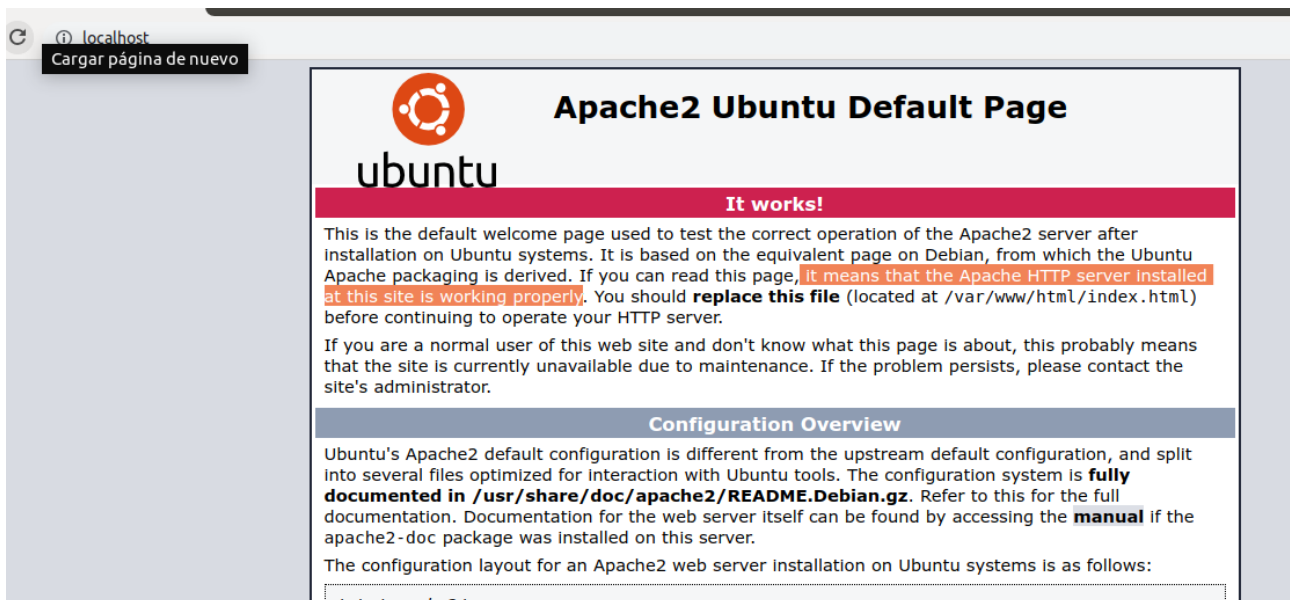 localhost
Cargar página de nuevo
Apache2 Ubuntu Default Page
ubuntu
It works!
This is the default welcome page used to test the correct operation of the Apache2 server after
installation on Ubuntu systems. It is based on the equivalent page on Debian, from which the Ubuntu
Apache packaging is derived. If you can read this page, it means that the Apache HTTP server installed
at this site is working properly. You should replace this file (located at /var/www/html/index.html)
before continuing to operate your HTTP server.
If you are a normal user of this web site and don't know what this page is about, this probably means
that the site is currently unavailable due to maintenance. If the problem persists, please contact the
site's administrator.
Configuration Overview
Ubuntu's Apache2 default configuration is different from the upstream default configuration, and split
into several files optimized for interaction with Ubuntu tools. The configuration system is fully
documented in /usr/share/doc/apache2/README.Debian.gz. Refer to this for the full
documentation. Documentation for the web server itself can be found by accessing the manual if the
apache2-doc package was installed on this server.
The configuration layout for an Apache2 web server installation on Ubuntu systems is as follows: